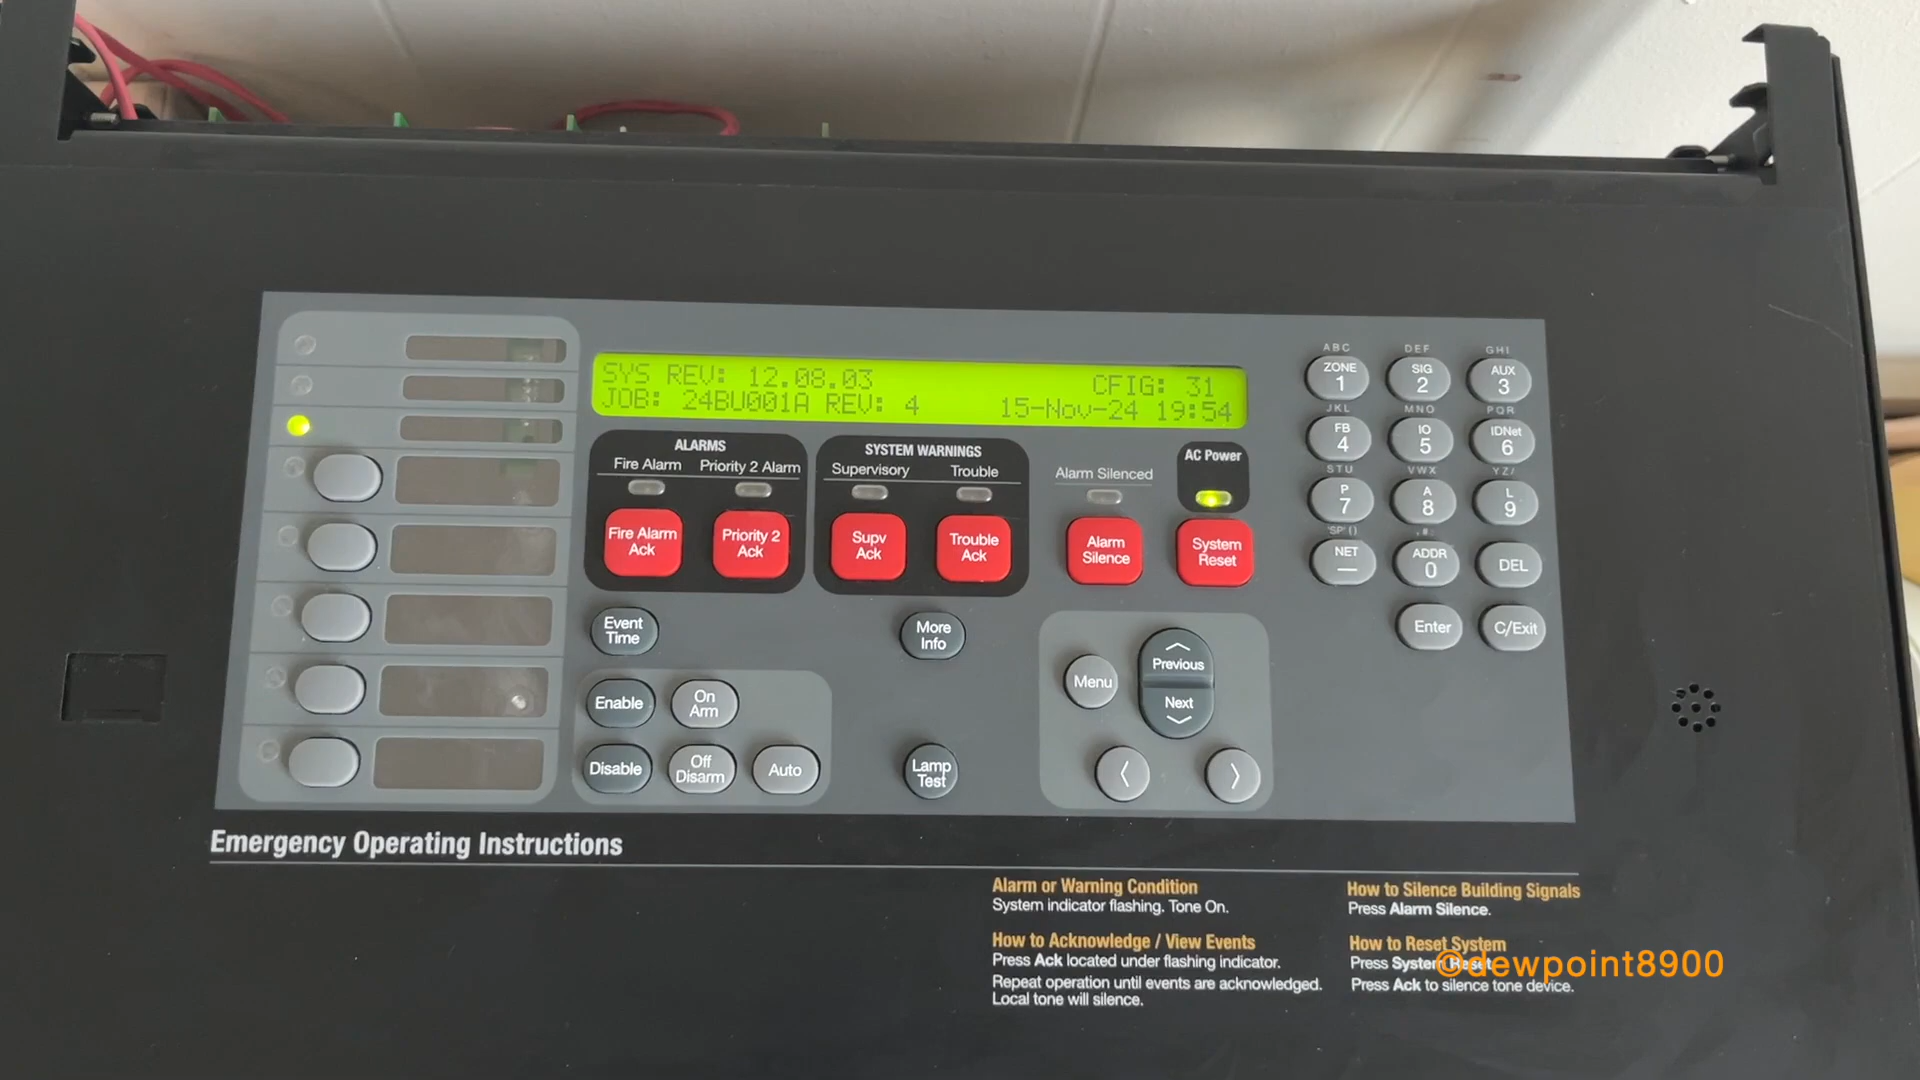 SYS REV: 12.08.03 CFIG: 31
JOB: 24BU001A REV: 4 15-Nov-24 19:54
ALARMS
Fire Alarm Priority 2 Alarm
Fire Alarm Ack
Priority 2 Ack
SYSTEM WARNINGS
Supervisory Trouble
Supv Ack
Trouble Ack
Alarm Silenced
Alarm Silence
AC Power
System Reset
Event Time
More Info
Enable
On Arm
Disable
Off Disarm
Auto
Lamp Test
Menu
Previous
Next
ABC DEF GHI
ZONE 1 SIG 2 AUX 3
JKL MNO PQR
FB 4 IO 5 IDNet 6
STU VWX YZ/
P 7 A 8 L 9
'SP' ( ) , # :
NET — ADDR 0 DEL
Enter C/Exit
Emergency Operating Instructions
Alarm or Warning Condition
System indicator flashing. Tone On.
How to Acknowledge / View Events
Press Ack located under flashing indicator.
Repeat operation until events are acknowledged.
Local tone will silence.
How to Silence Building Signals
Press Alarm Silence.
How to Reset System
Press System Reset
Press Ack to silence tone device.
©dewpoint8900